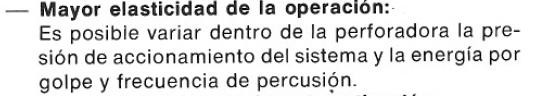 — Mayor elasticidad de la operación:
Es posible variar dentro de la perforadora la pre-
sión de accionamiento del sistema y la energía por
golpe y frecuencia de percusión.